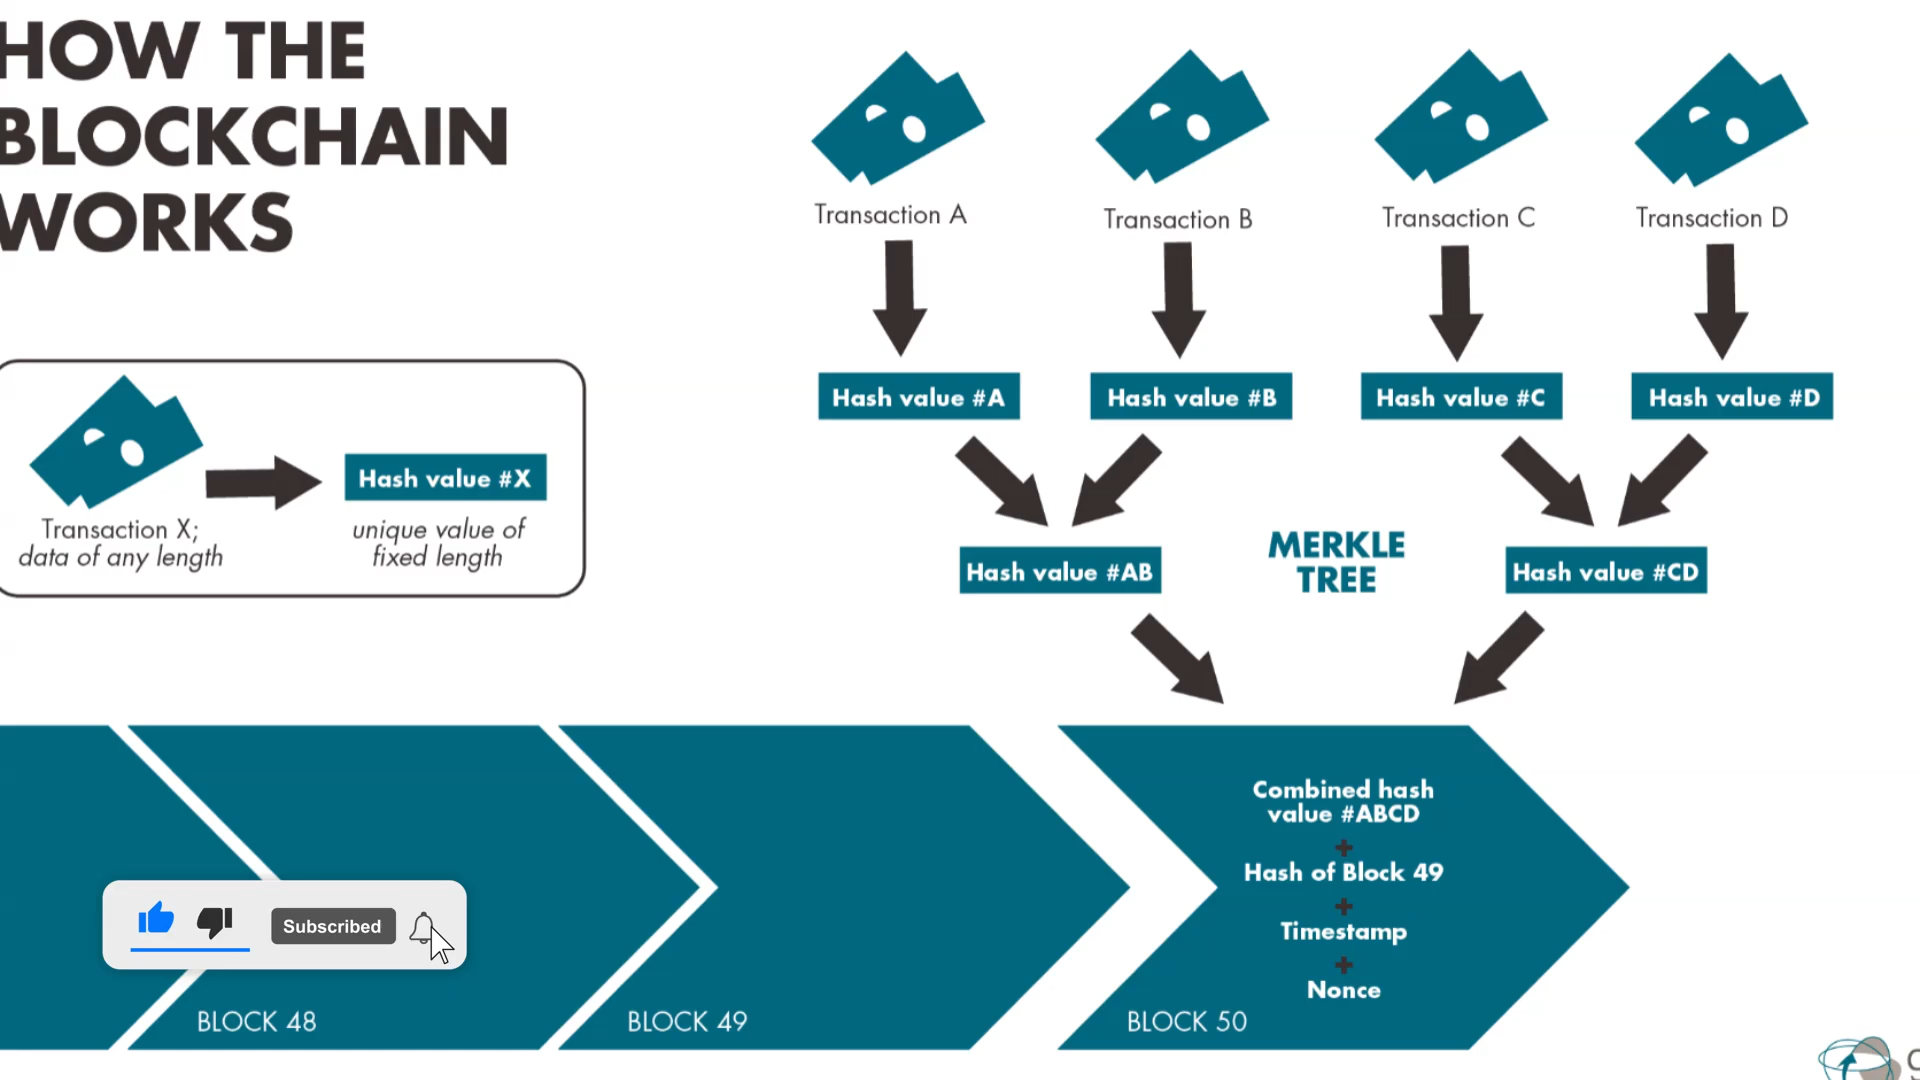 HOW THE
BLOCKCHAIN
WORKS
Transaction A
Transaction B
Transaction C
Transaction D
Hash value #A
Hash value #B
Hash value #C
Hash value #D
Hash value #X
Transaction X;
data of any length
unique value of
fixed length
Hash value #AB
MERKLE
TREE
Hash value #CD
Combined hash
value #ABCD
+
Hash of Block 49
+
Timestamp
+
Nonce
Subscribed
BLOCK 48
BLOCK 49
BLOCK 50